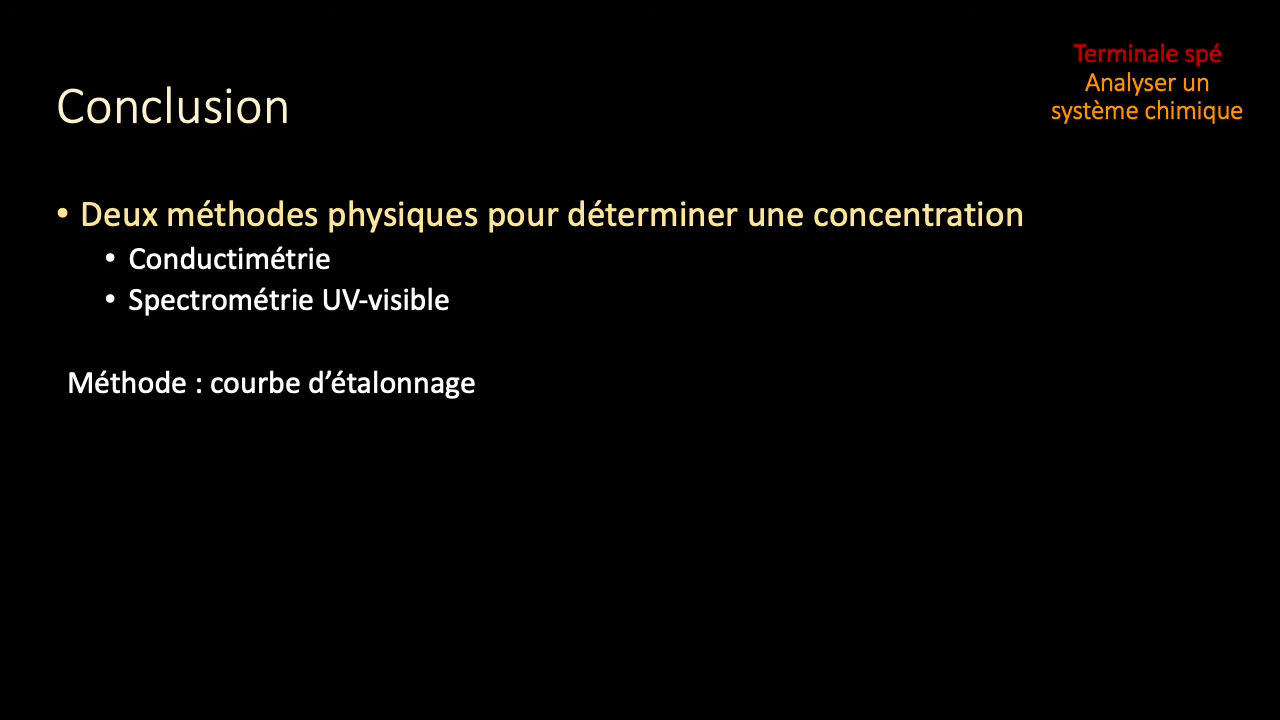 Terminale spé
Analyser un
système chimique
Conclusion
• Deux méthodes physiques pour déterminer une concentration
• Conductimétrie
• Spectrométrie UV-visible
Méthode : courbe d’étalonnage